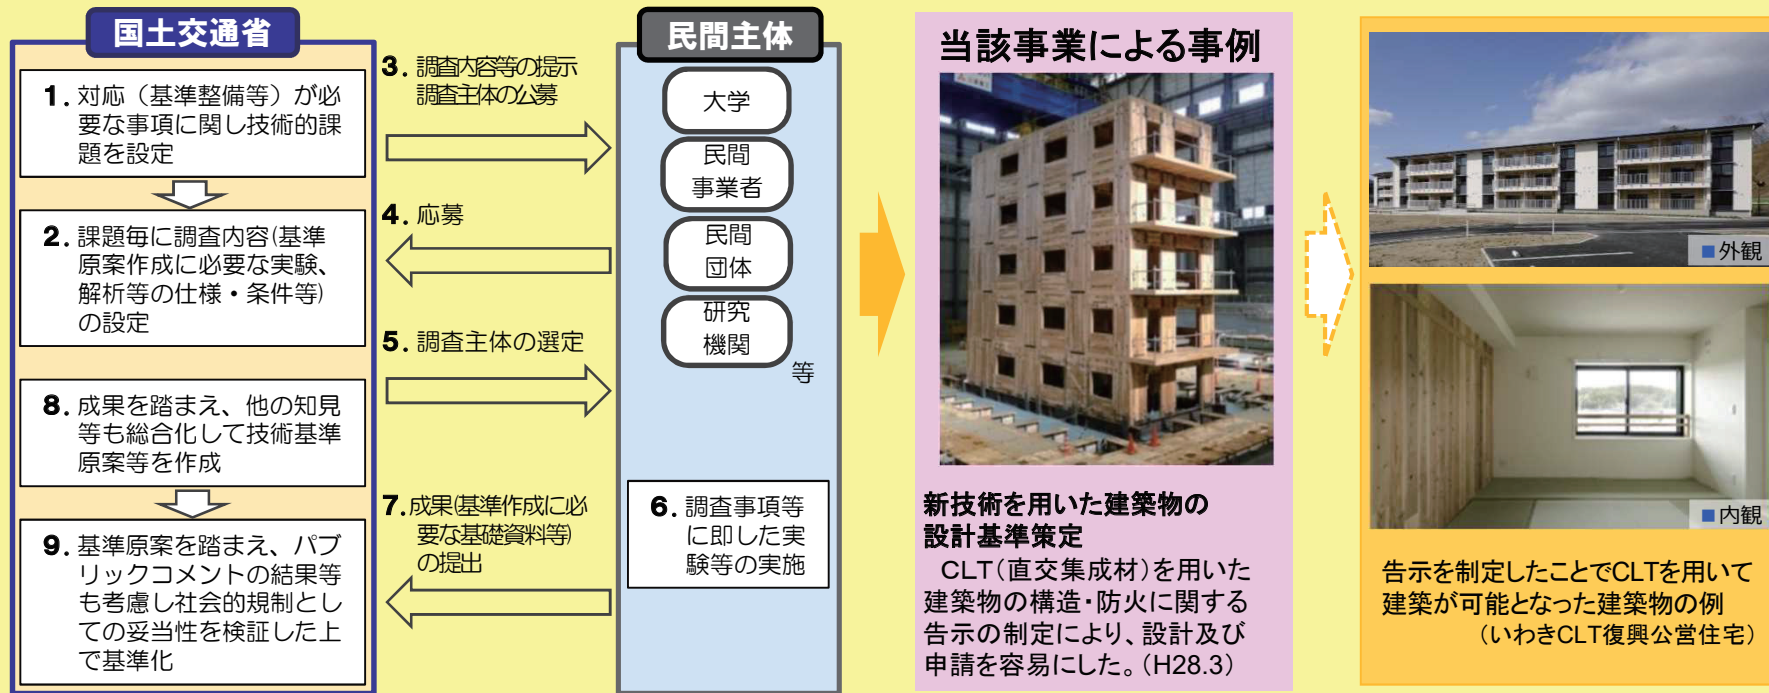 国土交通省
1. 対応（基準整備等）が必
要な事項に関し技術的課
題を設定
2. 課題毎に調査内容(基準
原案作成に必要な実験、
解析等の仕様・条件等)
の設定
8. 成果を踏まえ、他の知見
等も総合化して技術基準
原案等を作成
9. 基準原案を踏まえ、パブ
リックコメントの結果等
も考慮し社会的規制とし
ての妥当性を検証した上
で基準化
3. 調査内容等の提示
調査主体の公募
4. 応募
5. 調査主体の選定
7. 成果(基準作成に必
要な基礎資料等)
の提出
民間主体
大学
民間
事業者
民間
団体
研究
機関
等
6. 調査事項等
に即した実
験等の実施
当該事業による事例
新技術を用いた建築物の
設計基準策定
CLT（直交集成材）を用いた
建築物の構造・防火に関する
告示の制定により、設計及び
申請を容易にした。（H28.3）
■外観
■内観
告示を制定したことでCLTを用いて
建築が可能となった建築物の例
（いわきCLT復興公営住宅）